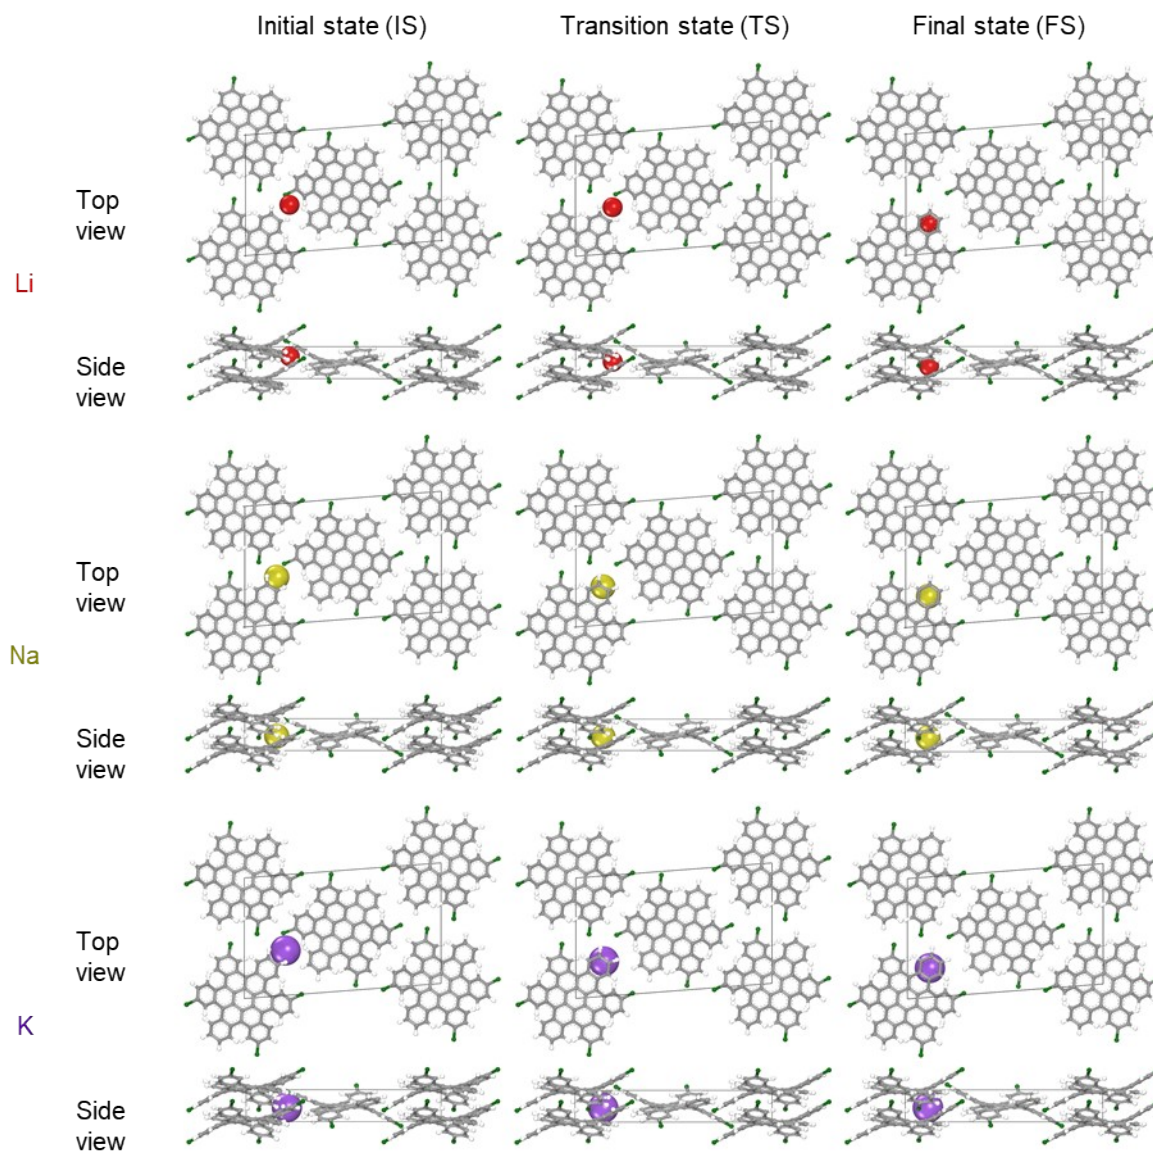 Initial state (IS)
Transition state (TS)
Final state (FS)
Top
view
Li
Side
view
Top
view
Na
Side
view
Top
view
K
Side
view